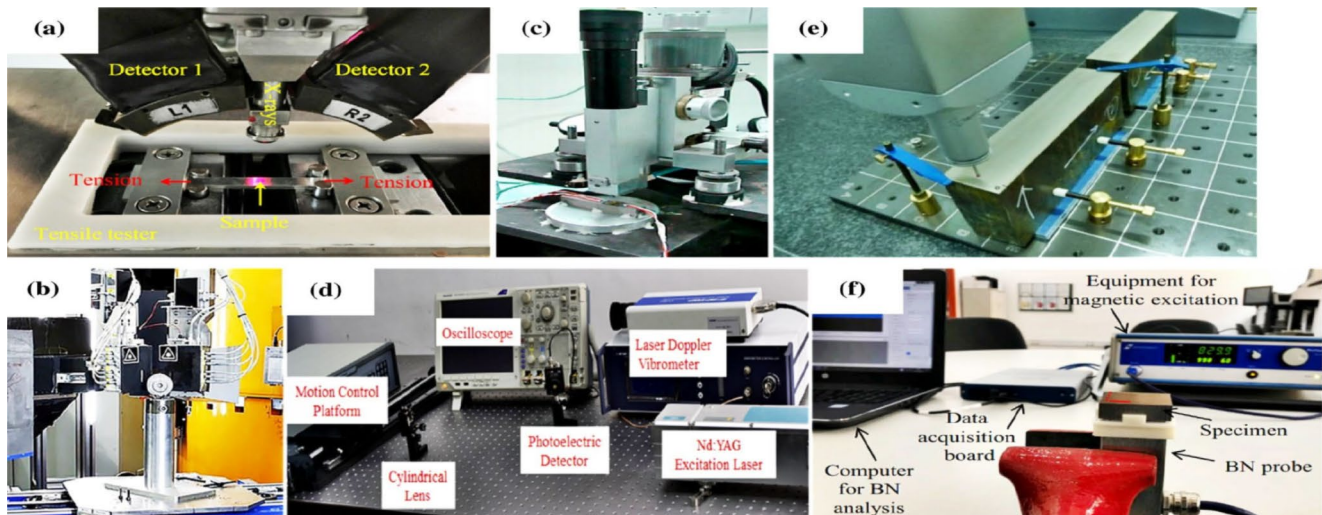 (a)
Detector 1
Detector 2
X-rays
L1
R2
Tension
Tension
Sample
Tensile tester
(b)
(c)
(d)
Oscilloscope
Laser Doppler
Vibrometer
Motion Control
Platform
Photoelectric
Detector
Nd:YAG
Excitation Laser
Cylindrical
Lens
(e)
(f)
Equipment for
magnetic excitation
Data
acquisition
board
Specimen
BN probe
Computer
for BN
analysis